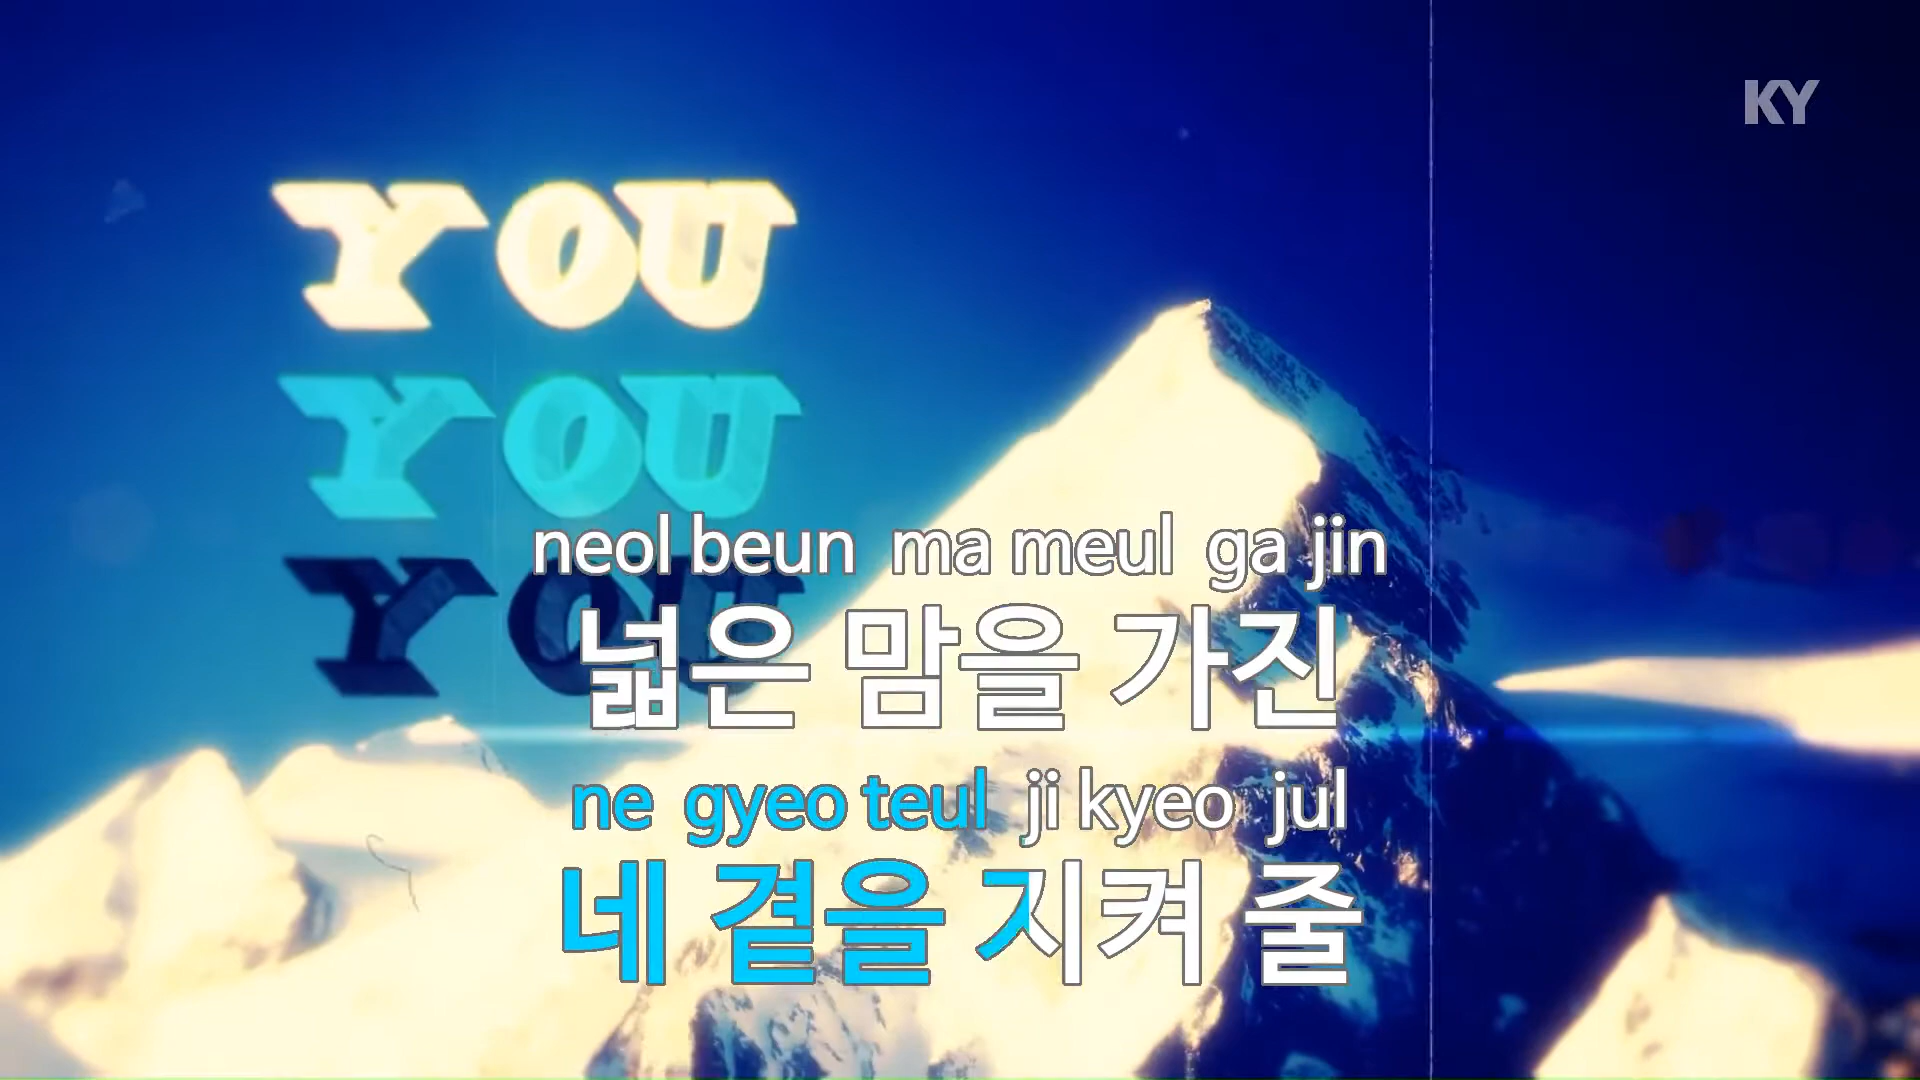 KY
YOU
YOU
YOU
neol beun ma meul ga jin
넓은 맘을 가진
ne gyeo teul ji kyeo jul
네 곁을 지켜 줄